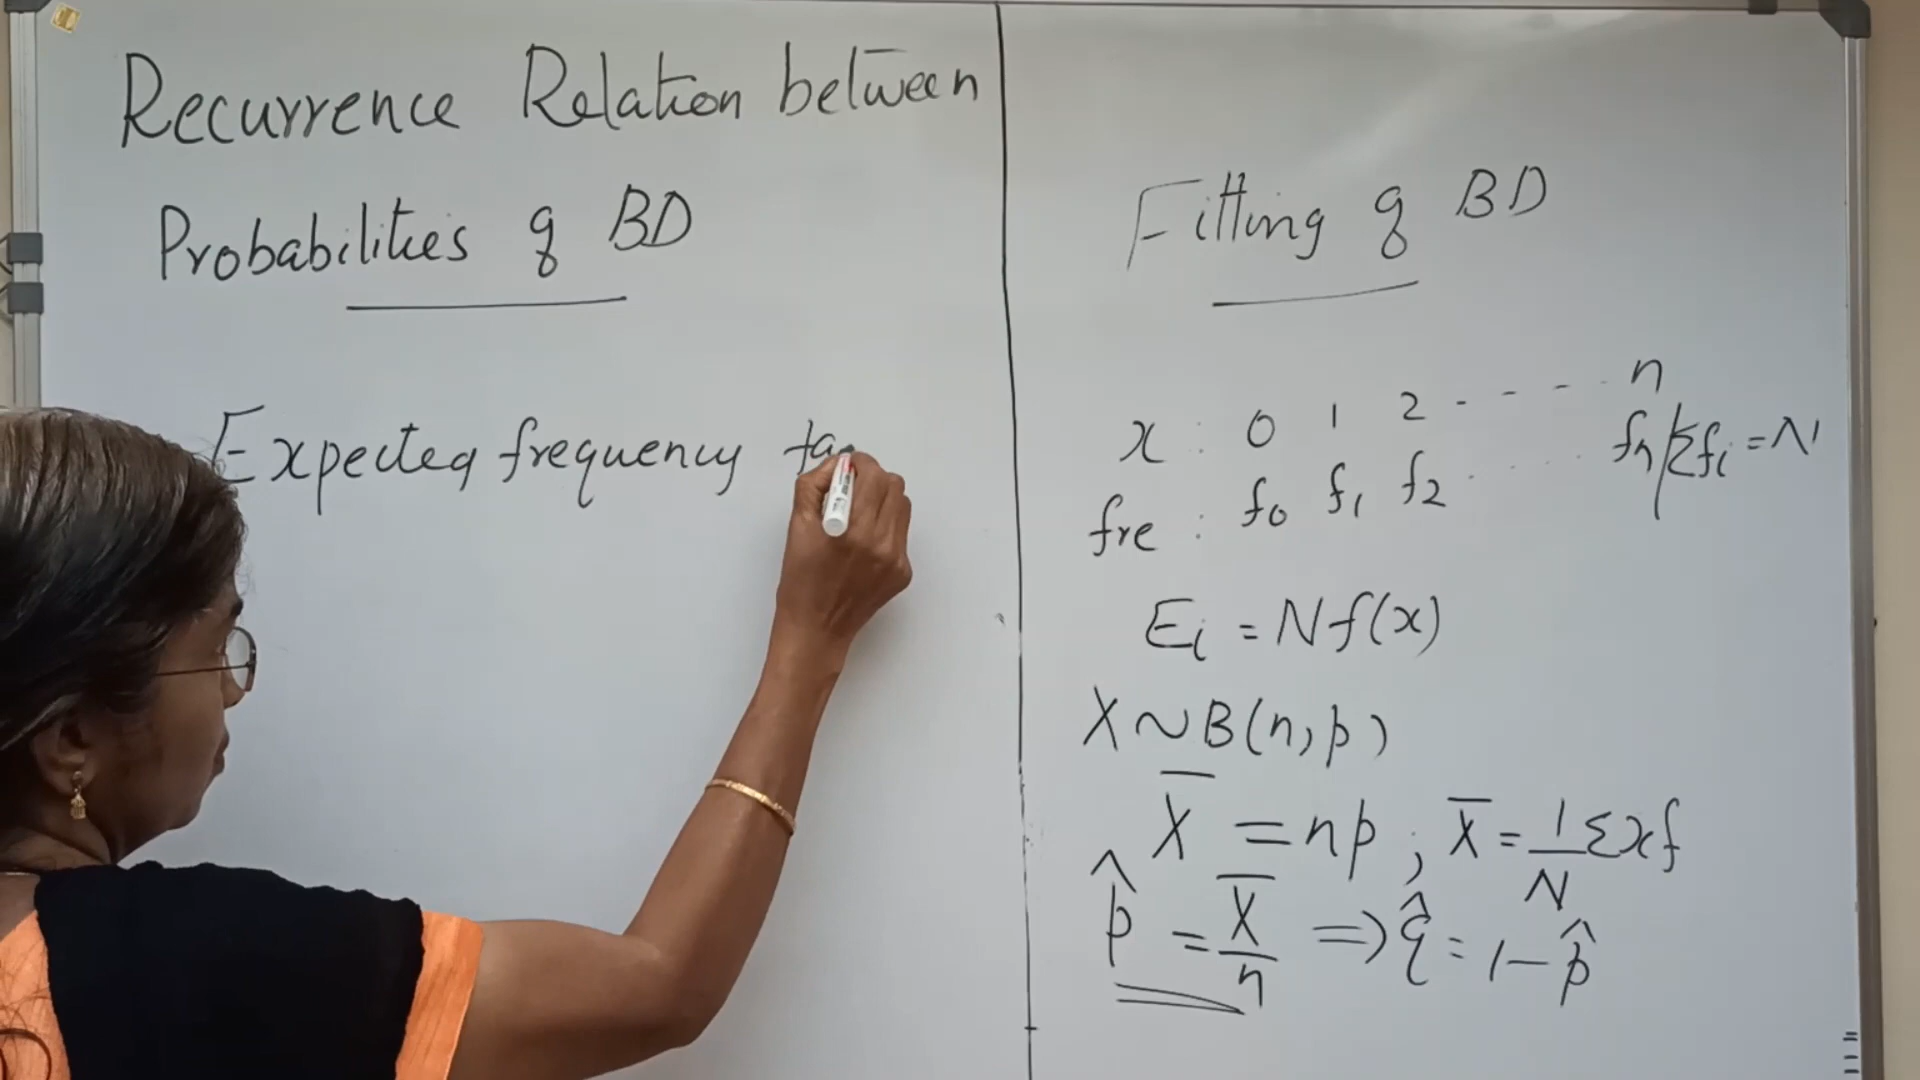 Recurrence Relation between
Probabilities of BD
Expected frequency ta
Fitting of BD
x : 0 1 2 - - - - n
fre : f₀ f₁ f₂ . . . . fₙ / Σfᵢ = N
Eᵢ = N f(x)
X ~ B(n, p)
X̄ = np ; X̄ = 1/N Σxf
p̂ = X̄/n ⇒ q̂ = 1 - p̂